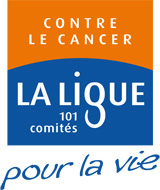 CONTRE
LE CANCER
LA LIGUE
101
comités
pour la vie